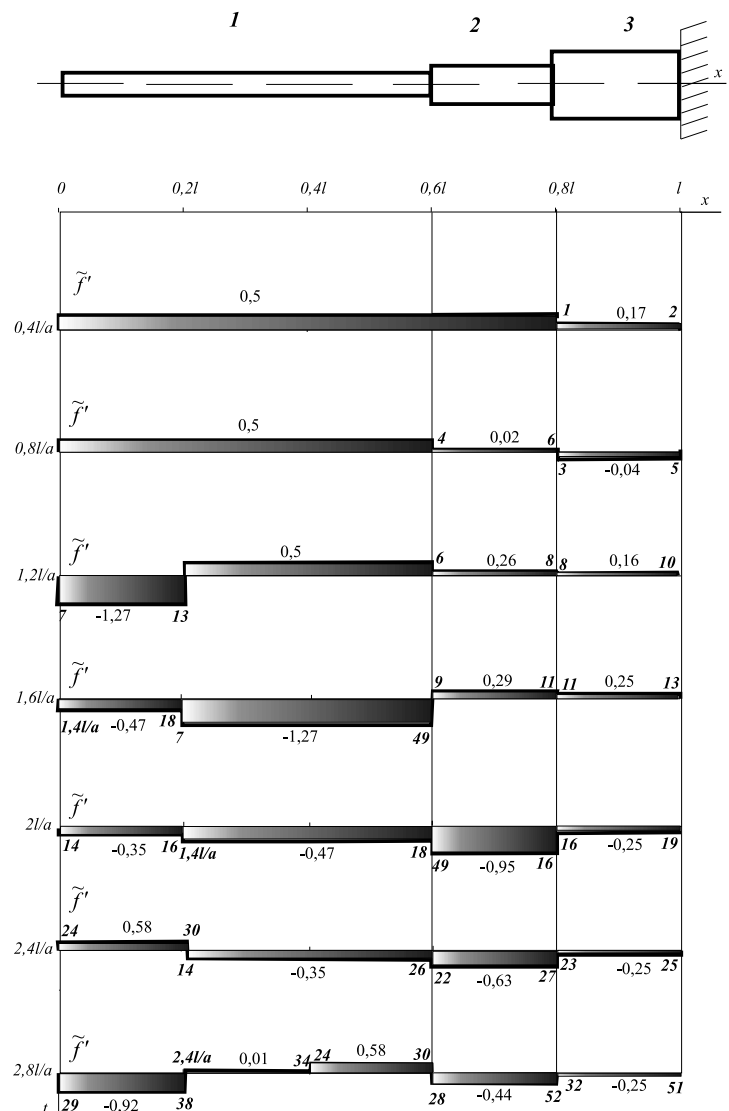 1 2 3
x
0 0,2l 0,4l 0,6l 0,8l l
x
f̃'
0,5 1 0,17 2
0,4l/a
f̃'
0,5 4 0,02 6
0,8l/a
3 -0,04 5
f̃'
0,5 6 0,26 8 8 0,16 10
1,2l/a
7 -1,27 13
f̃'
9 0,29 11 11 0,25 13
1,6l/a
1,4l/a -0,47 18 7 -1,27 49
f̃'
2l/a
14 -0,35 16 1,4l/a -0,47 18 49 -0,95 16 16 -0,25 19
f̃'
24 0,58 30
2,4l/a
14 -0,35 26 22 -0,63 27 23 -0,25 25
f̃'
2,4l/a 0,01 34 24 0,58 30
2,8l/a
29 -0,92 38 28 -0,44 52 32 -0,25 51
t